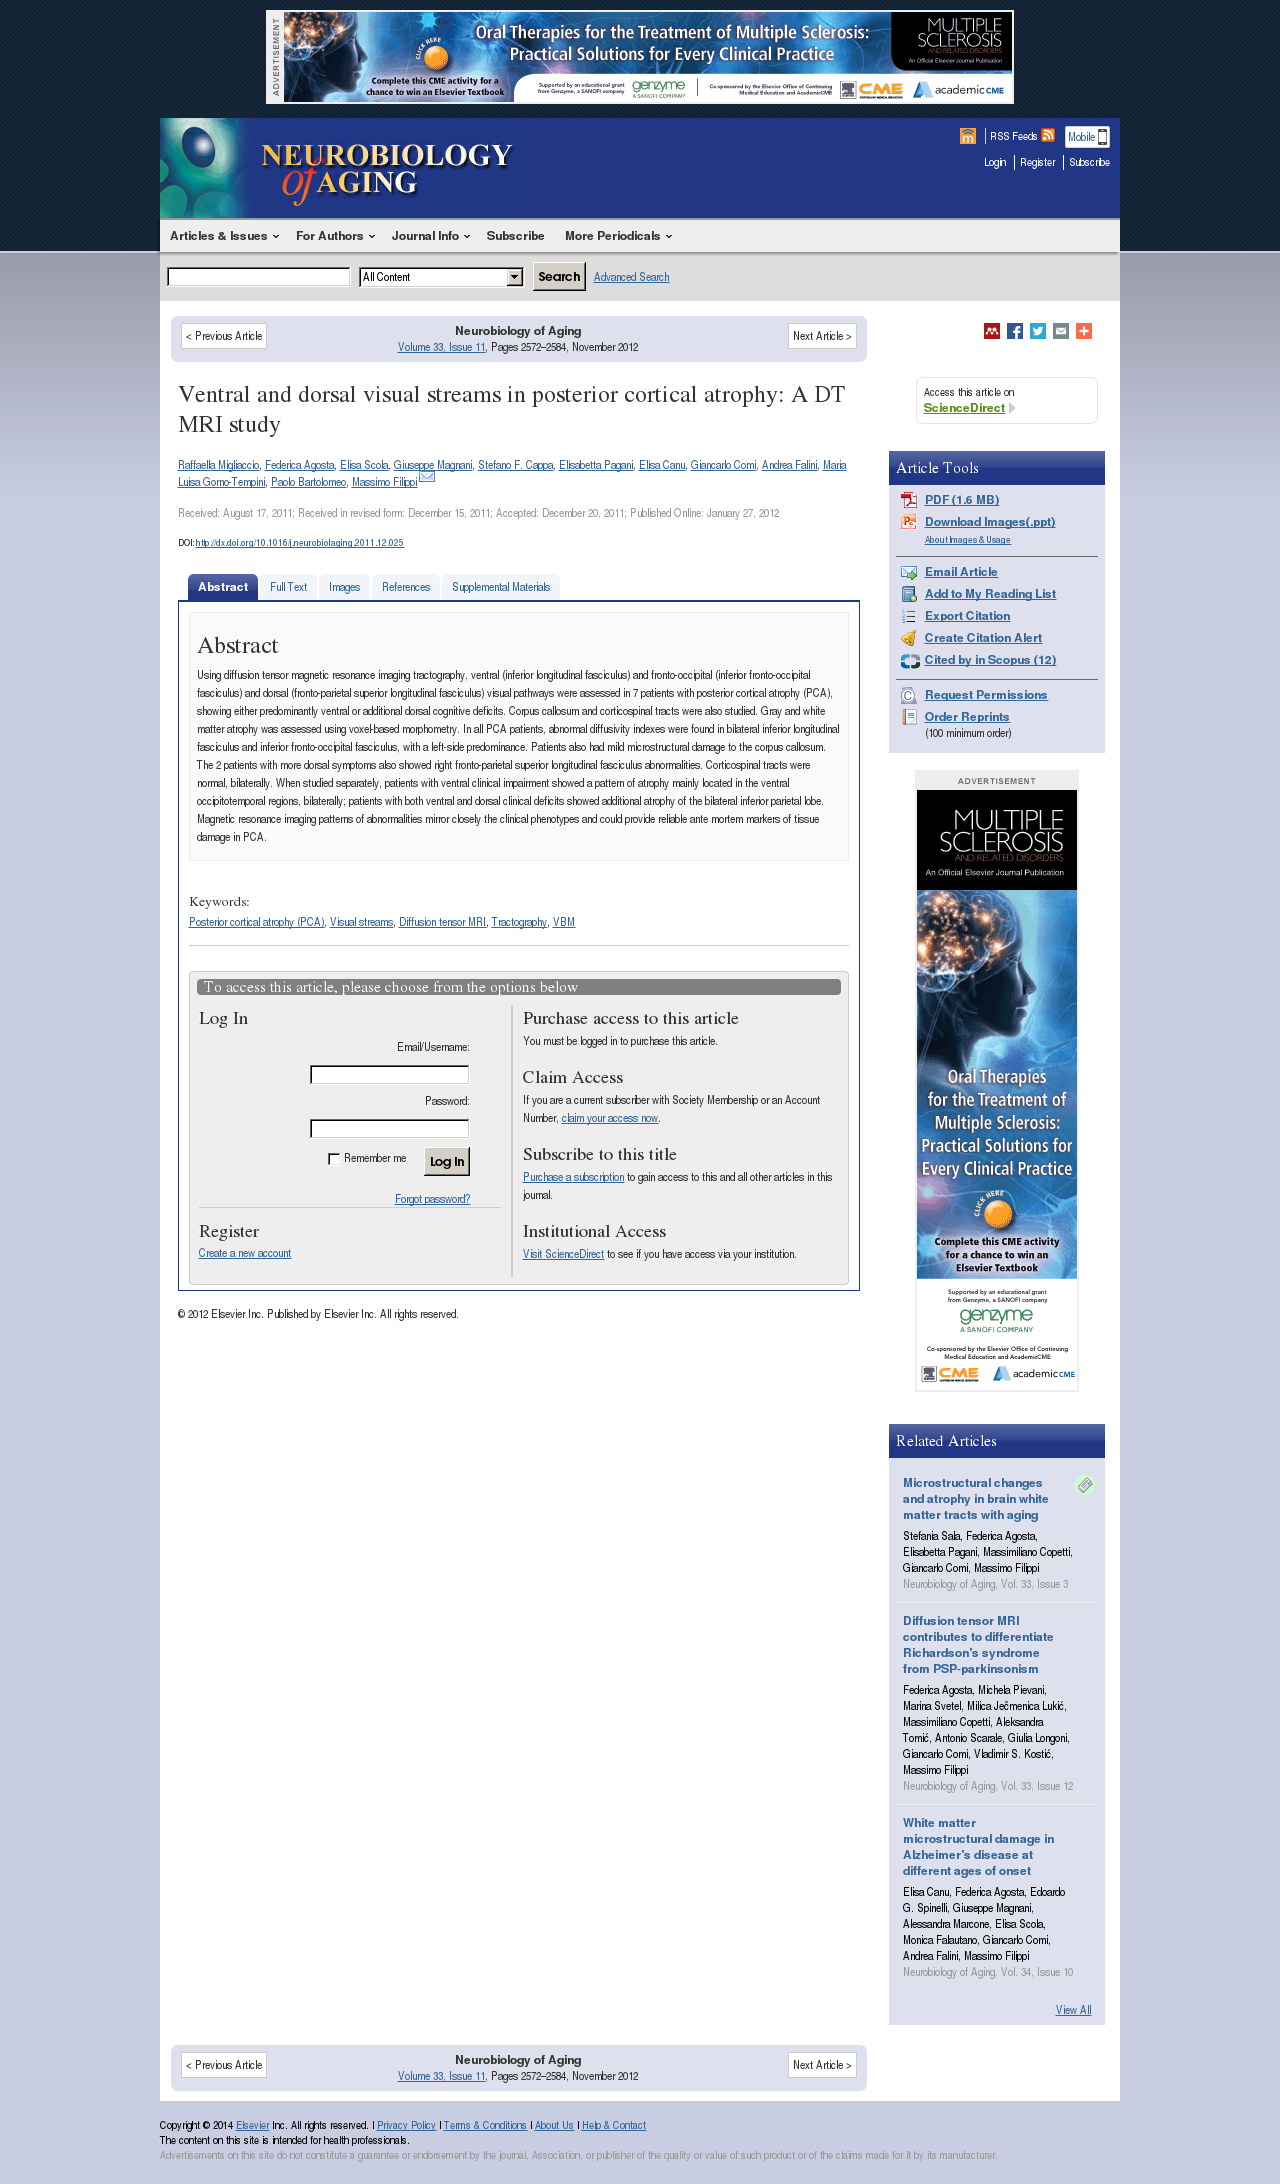 ADVERTISEMENT
Oral Therapies for the Treatment of Multiple Sclerosis:
Practical Solutions for Every Clinical Practice
CLICK HERE
Complete this CME activity for a
chance to win an Elsevier Textbook
Supported by an educational grant
from Genzyme, a SANOFI company
genzyme
A SANOFI COMPANY
Co-sponsored by the Elsevier Office of Continuing
Medical Education and AcademicCME
CME
academicCME
MULTIPLE
SCLEROSIS
AND RELATED DISORDERS
An Official Elsevier Journal Publication
NEUROBIOLOGY
of AGING
RSS Feeds
Mobile
Login | Register | Subscribe
Articles & Issues For Authors Journal Info Subscribe More Periodicals
All Content Search Advanced Search
< Previous Article
Neurobiology of Aging
Volume 33, Issue 11, Pages 2572–2584, November 2012
Next Article >
Ventral and dorsal visual streams in posterior cortical atrophy: A DT
MRI study
Raffaella Migliaccio, Federica Agosta, Elisa Scola, Giuseppe Magnani, Stefano F. Cappa, Elisabetta Pagani, Elisa Canu, Giancarlo Comi, Andrea Falini, Maria
Luisa Gorno-Tempini, Paolo Bartolomeo, Massimo Filippi
Received: August 17, 2011; Received in revised form: December 15, 2011; Accepted: December 20, 2011; Published Online: January 27, 2012
DOI: http://dx.doi.org/10.1016/j.neurobiolaging.2011.12.025
Abstract Full Text Images References Supplemental Materials
Abstract
Using diffusion tensor magnetic resonance imaging tractography, ventral (inferior longitudinal fasciculus) and fronto-occipital (inferior fronto-occipital
fasciculus) and dorsal (fronto-parietal superior longitudinal fasciculus) visual pathways were assessed in 7 patients with posterior cortical atrophy (PCA),
showing either predominantly ventral or additional dorsal cognitive deficits. Corpus callosum and corticospinal tracts were also studied. Gray and white
matter atrophy was assessed using voxel-based morphometry. In all PCA patients, abnormal diffusivity indexes were found in bilateral inferior longitudinal
fasciculus and inferior fronto-occipital fasciculus, with a left-side predominance. Patients also had mild microstructural damage to the corpus callosum.
The 2 patients with more dorsal symptoms also showed right fronto-parietal superior longitudinal fasciculus abnormalities. Corticospinal tracts were
normal, bilaterally. When studied separately, patients with ventral clinical impairment showed a pattern of atrophy mainly located in the ventral
occipitotemporal regions, bilaterally; patients with both ventral and dorsal clinical deficits showed additional atrophy of the bilateral inferior parietal lobe.
Magnetic resonance imaging patterns of abnormalities mirror closely the clinical phenotypes and could provide reliable ante mortem markers of tissue
damage in PCA.
Keywords:
Posterior cortical atrophy (PCA), Visual streams, Diffusion tensor MRI, Tractography, VBM
To access this article, please choose from the options below
Log In
Email/Username:
Password:
Remember me Log In
Forgot password?
Register
Create a new account
Purchase access to this article
You must be logged in to purchase this article.
Claim Access
If you are a current subscriber with Society Membership or an Account
Number, claim your access now.
Subscribe to this title
Purchase a subscription to gain access to this and all other articles in this
journal.
Institutional Access
Visit ScienceDirect to see if you have access via your institution.
© 2012 Elsevier Inc. Published by Elsevier Inc. All rights reserved.
Access this article on
ScienceDirect
Article Tools
PDF (1.6 MB)
Download Images(.ppt)
About Images & Usage
Email Article
Add to My Reading List
Export Citation
Create Citation Alert
Cited by in Scopus (12)
Request Permissions
Order Reprints
(100 minimum order)
ADVERTISEMENT
MULTIPLE
SCLEROSIS
AND RELATED DISORDERS
An Official Elsevier Journal Publication
Oral Therapies
for the Treatment of
Multiple Sclerosis:
Practical Solutions for
Every Clinical Practice
CLICK HERE
Complete this CME activity
for a chance to win an
Elsevier Textbook
Supported by an educational grant
from Genzyme, a SANOFI company
genzyme
A SANOFI COMPANY
Co-sponsored by the Elsevier Office of Continuing
Medical Education and AcademicCME
CME
academicCME
Related Articles
Microstructural changes
and atrophy in brain white
matter tracts with aging
Stefania Sala, Federica Agosta,
Elisabetta Pagani, Massimiliano Copetti,
Giancarlo Comi, Massimo Filippi
Neurobiology of Aging, Vol. 33, Issue 3
Diffusion tensor MRI
contributes to differentiate
Richardson's syndrome
from PSP-parkinsonism
Federica Agosta, Michela Pievani,
Marina Svetel, Milica Ječmenica Lukić,
Massimiliano Copetti, Aleksandra
Tomić, Antonio Scarale, Giulia Longoni,
Giancarlo Comi, Vladimir S. Kostić,
Massimo Filippi
Neurobiology of Aging, Vol. 33, Issue 12
White matter
microstructural damage in
Alzheimer's disease at
different ages of onset
Elisa Canu, Federica Agosta, Edoardo
G. Spinelli, Giuseppe Magnani,
Alessandra Marcone, Elisa Scola,
Monica Falautano, Giancarlo Comi,
Andrea Falini, Massimo Filippi
Neurobiology of Aging, Vol. 34, Issue 10
View All
< Previous Article
Neurobiology of Aging
Volume 33, Issue 11, Pages 2572–2584, November 2012
Next Article >
Copyright © 2014 Elsevier Inc. All rights reserved. | Privacy Policy | Terms & Conditions | About Us | Help & Contact
The content on this site is intended for health professionals.
Advertisements on this site do not constitute a guarantee or endorsement by the journal, Association, or publisher of the quality or value of such product or of the claims made for it by its manufacturer.